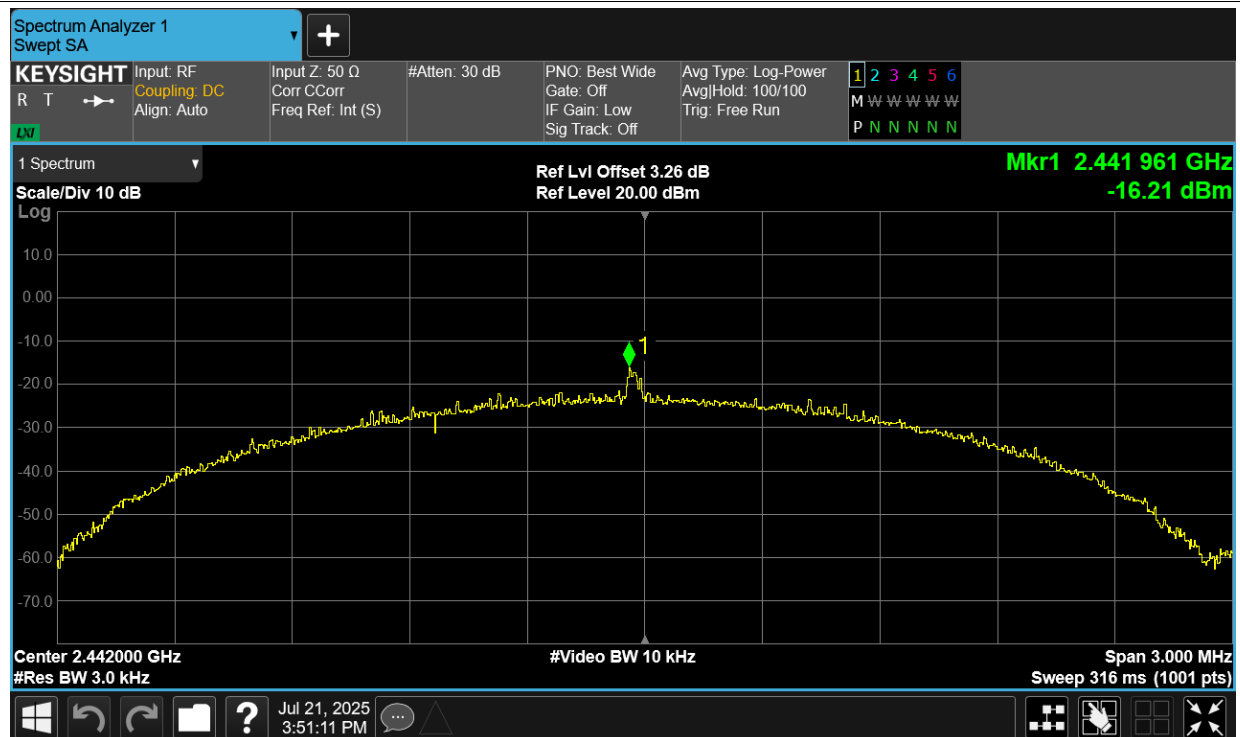 Spectrum Analyzer 1
Swept SA
KEYSIGHT
R T
LXI
Input: RF
Coupling: DC
Align: Auto
Input Z: 50 Ω
Corr CCorr
Freq Ref: Int (S)
#Atten: 30 dB
PNO: Best Wide
Gate: Off
IF Gain: Low
Sig Track: Off
Avg Type: Log-Power
Avg|Hold: 100/100
Trig: Free Run
1 2 3 4 5 6
M W W W W W W
P N N N N N N
1 Spectrum
Scale/Div 10 dB
Ref Lvl Offset 3.26 dB
Ref Level 20.00 dBm
Mkr1 2.441 961 GHz
-16.21 dBm
Log
10.0
0.00
-10.0
-20.0
-30.0
-40.0
-50.0
-60.0
-70.0
1
Center 2.442000 GHz
#Res BW 3.0 kHz
#Video BW 10 kHz
Span 3.000 MHz
Sweep 316 ms (1001 pts)
?
Jul 21, 2025
3:51:11 PM